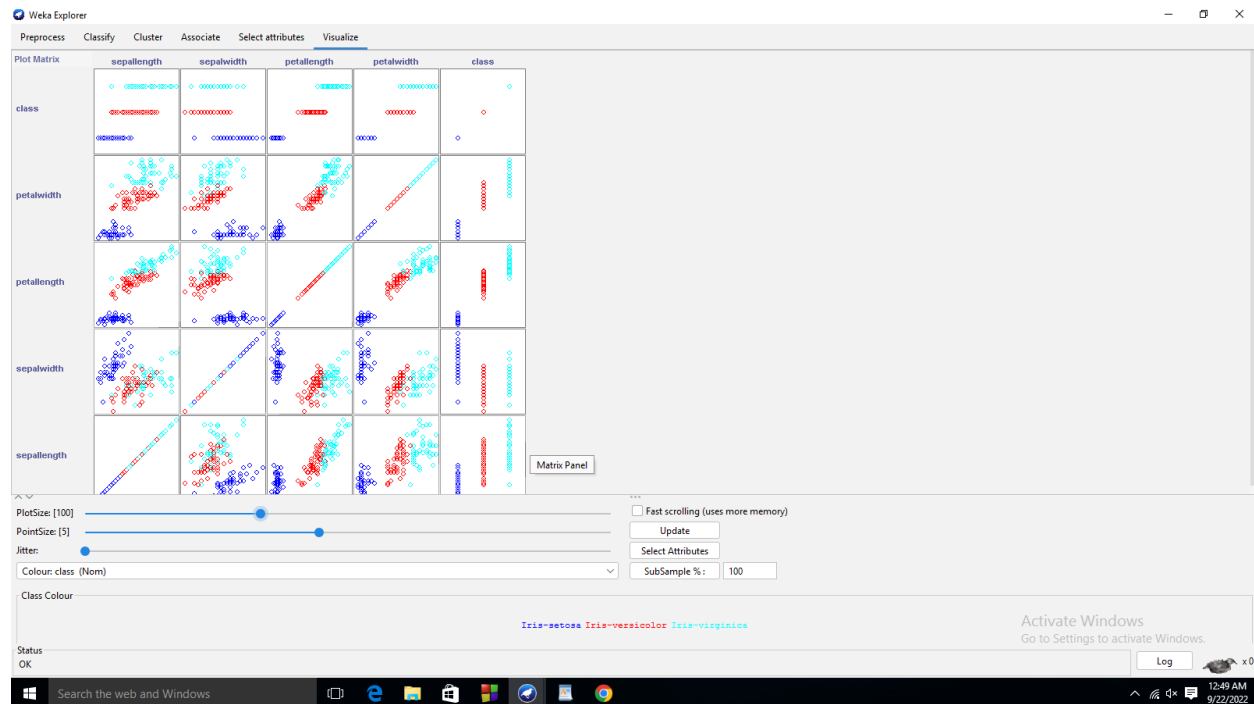 Weka Explorer
Preprocess Classify Cluster Associate Select attributes Visualize
Plot Matrix sepallength sepalwidth petallength petalwidth class
class
petalwidth
petallength
sepalwidth
sepallength
Matrix Panel
PlotSize: [100] Fast scrolling (uses more memory)
PointSize: [5] Update
Jitter: Select Attributes
Colour: class (Nom) SubSample % : 100
Class Colour
Iris-setosa Iris-versicolor Iris-virginica
Activate Windows
Go to Settings to activate Windows.
Status
OK Log x 0
Search the web and Windows 12:49 AM
9/22/2022